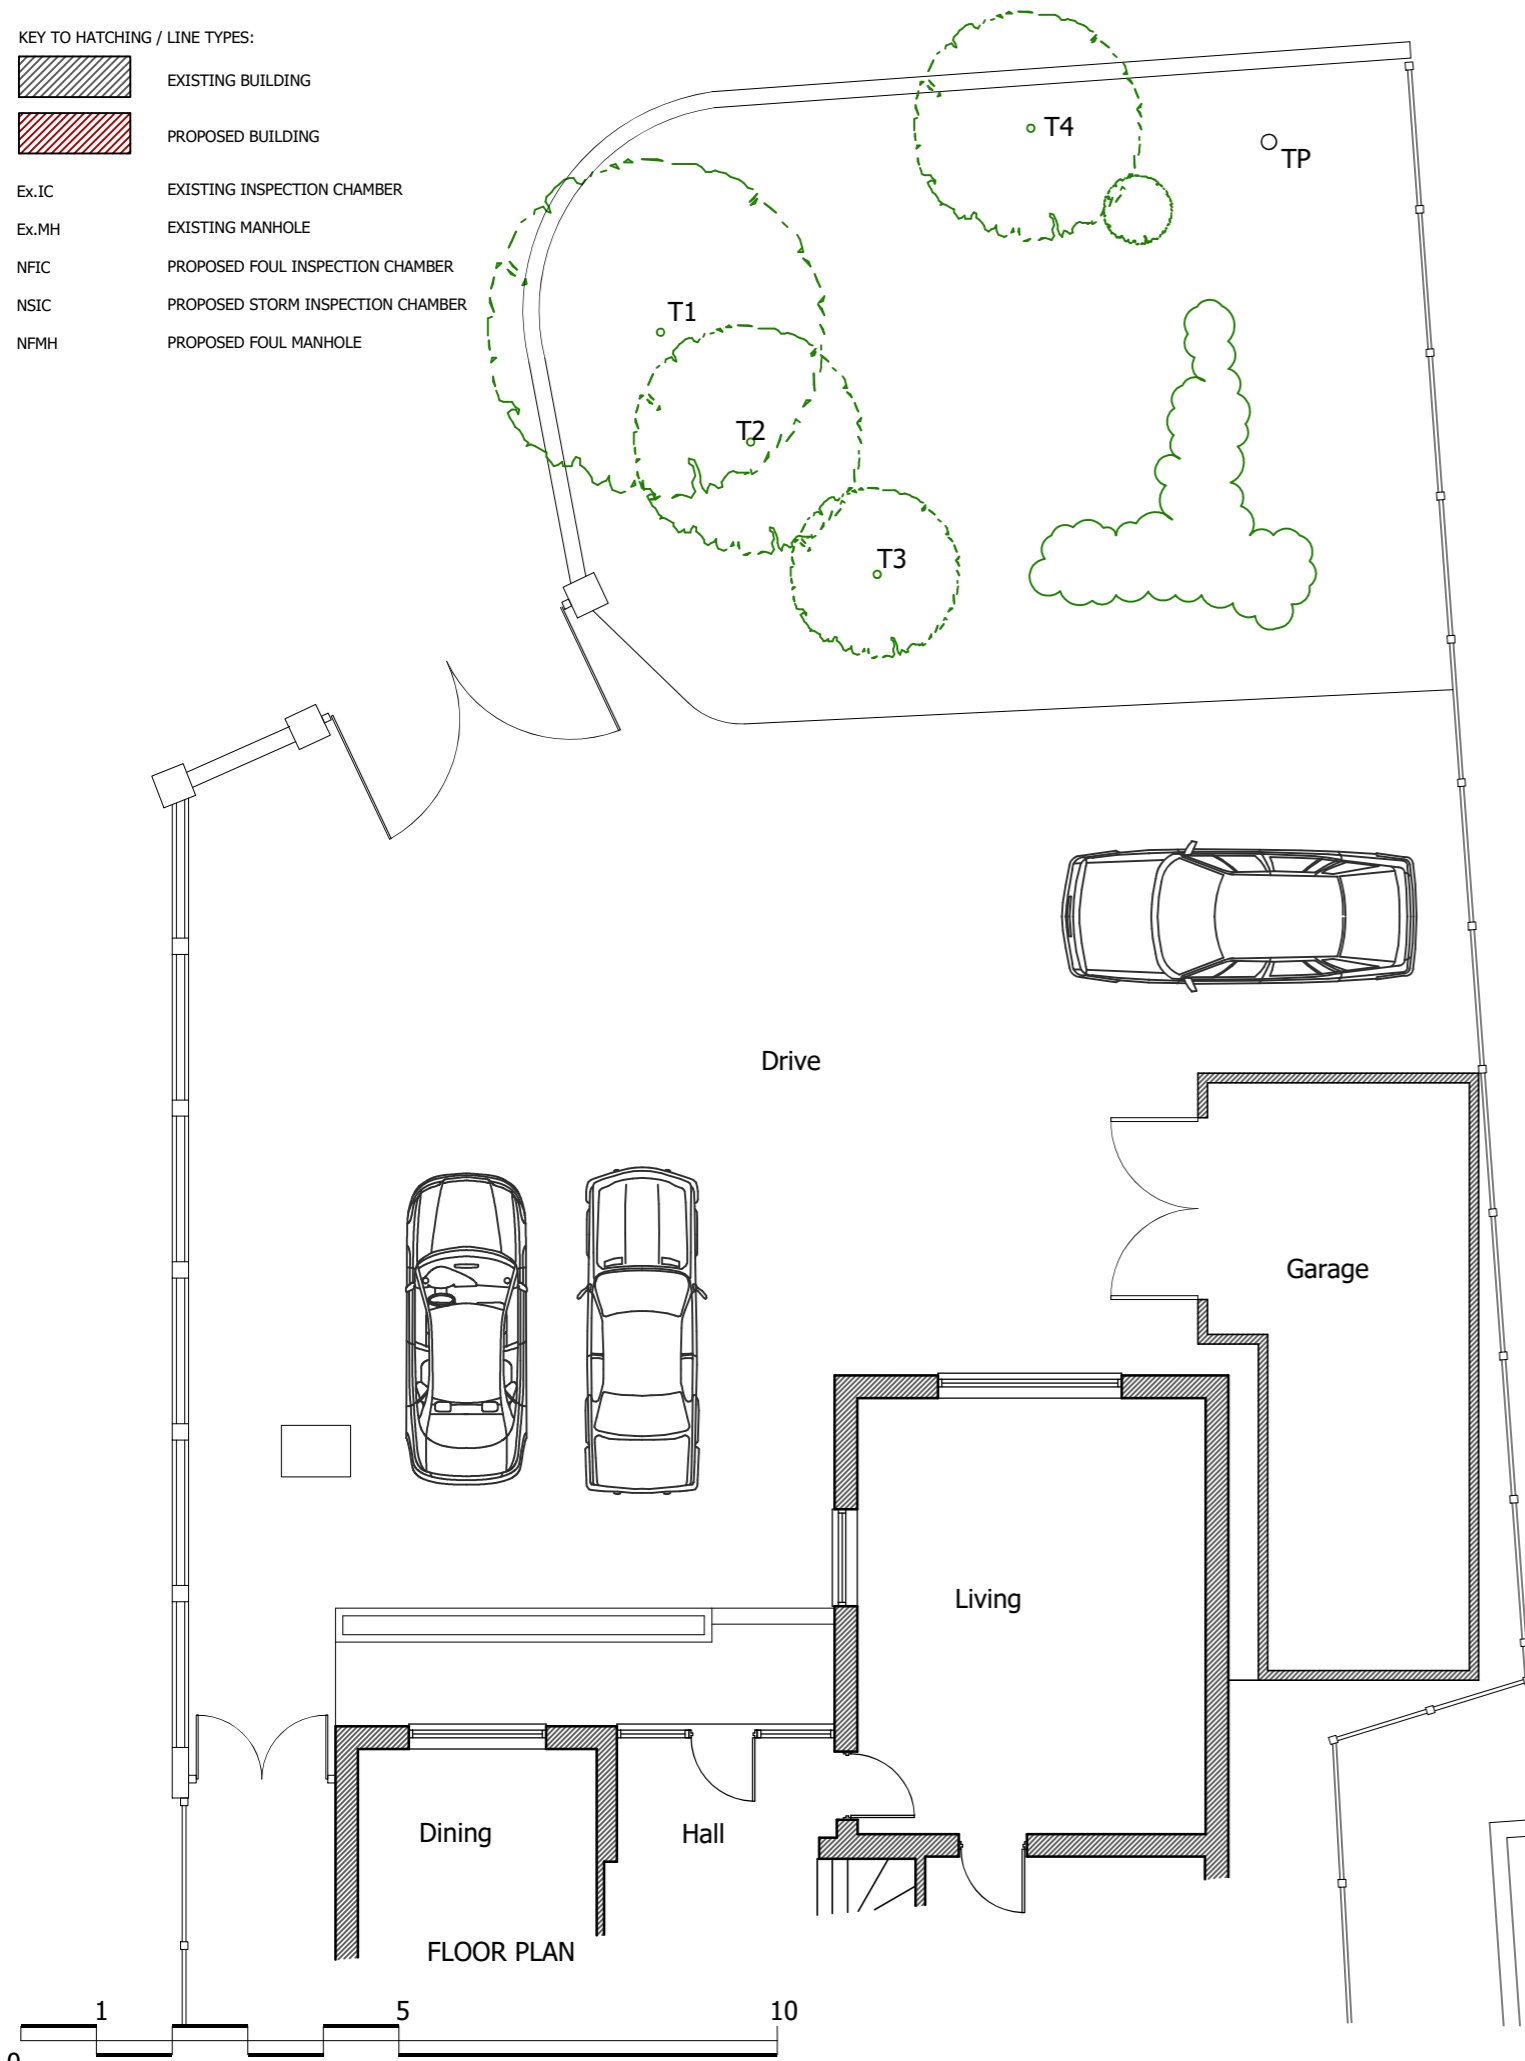 KEY TO HATCHING / LINE TYPES:
EXISTING BUILDING
PROPOSED BUILDING
Ex.IC EXISTING INSPECTION CHAMBER
Ex.MH EXISTING MANHOLE
NFIC PROPOSED FOUL INSPECTION CHAMBER
NSIC PROPOSED STORM INSPECTION CHAMBER
NFMH PROPOSED FOUL MANHOLE
T4
TP
T1
T2
T3
Drive
Garage
Living
Dining
Hall
FLOOR PLAN
1 5 10
0